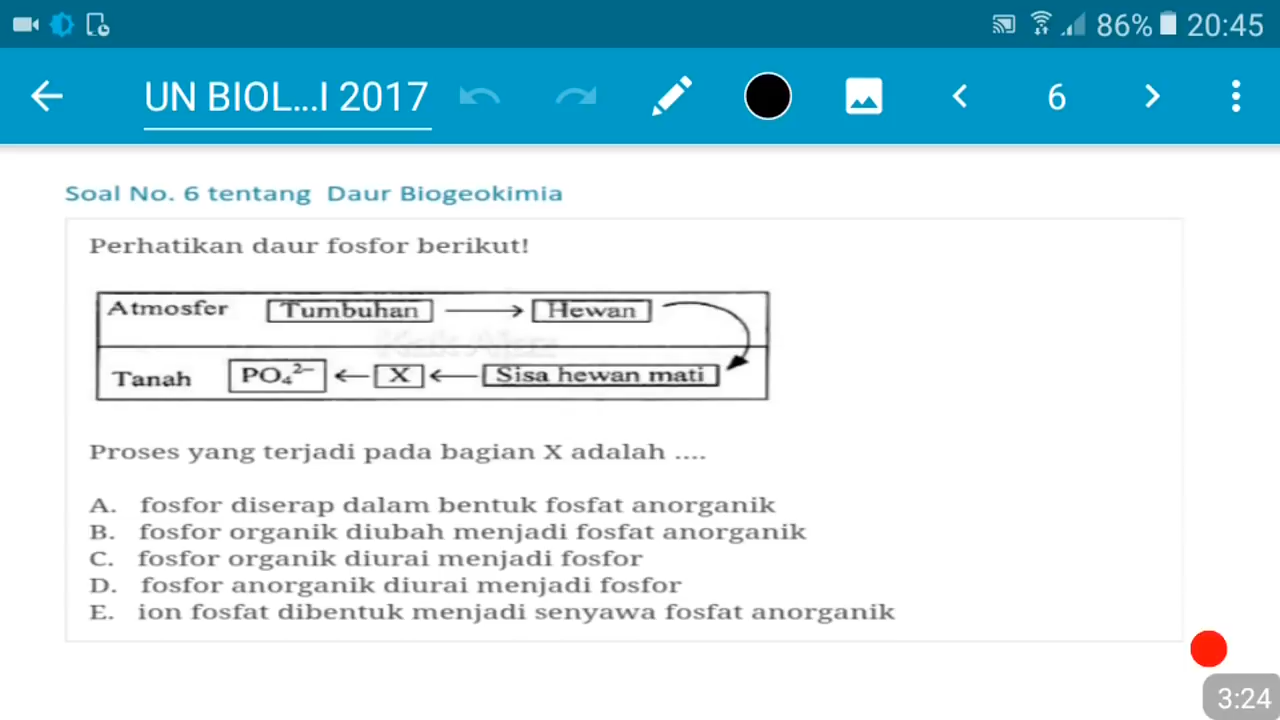 86% 20:45
UN BIOL...I 2017 6
Soal No. 6 tentang Daur Biogeokimia
Perhatikan daur fosfor berikut!
Atmosfer Tumbuhan Hewan
Tanah PO₄²⁻ X Sisa hewan mati
Proses yang terjadi pada bagian X adalah ....
A. fosfor diserap dalam bentuk fosfat anorganik
B. fosfor organik diubah menjadi fosfat anorganik
C. fosfor organik diurai menjadi fosfor
D. fosfor anorganik diurai menjadi fosfor
E. ion fosfat dibentuk menjadi senyawa fosfat anorganik
3:24